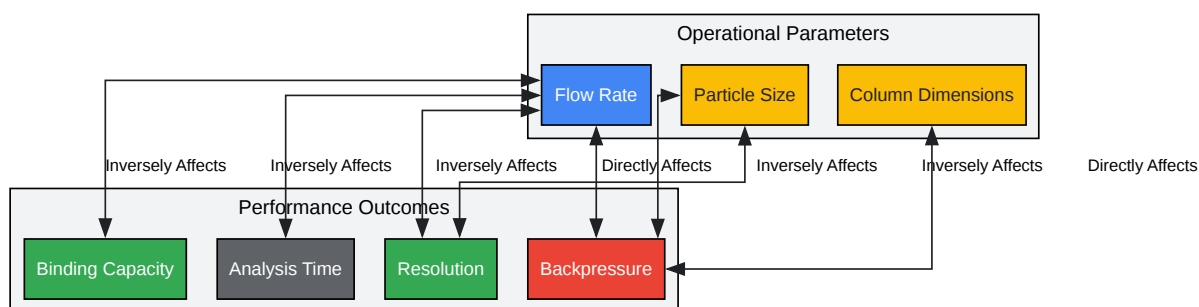 Operational Parameters
Flow Rate
Particle Size
Column Dimensions
Inversely Affects
Inversely Affects
Inversely Affects
Directly Affects
Inversely Affects
Inversely Affects
Directly Affects
Performance Outcomes
Binding Capacity
Analysis Time
Resolution
Backpressure